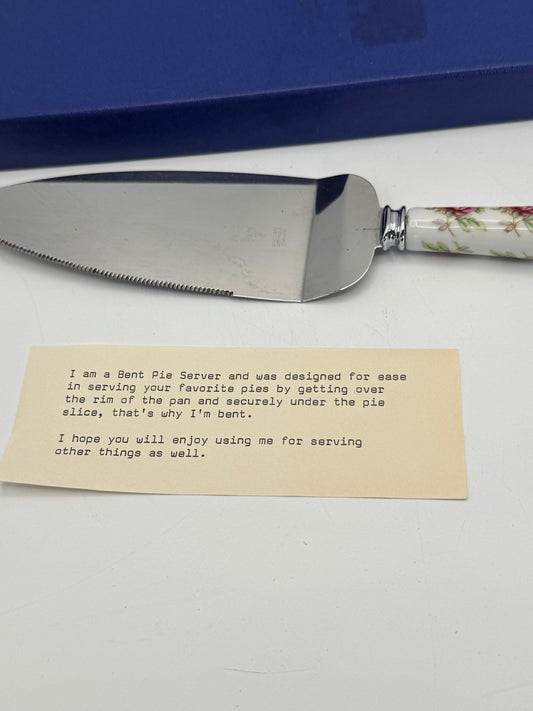 I am a Bent Pie Server and was designed for ease
in serving your favorite pies by getting over
the rim of the pan and securely under the pie
slice, that's why I'm bent.
I hope you will enjoy using me for serving
other things as well.